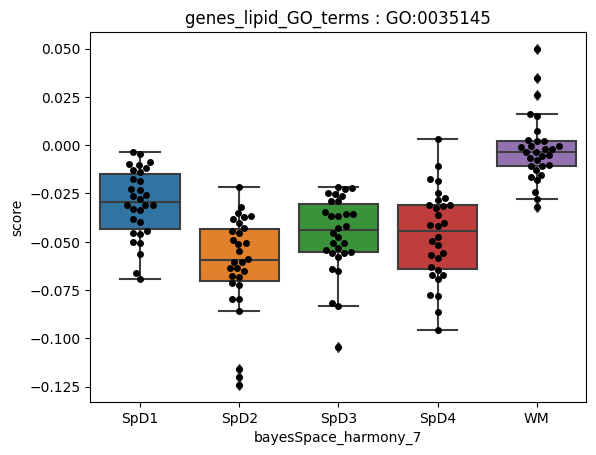 genes_lipid_GO_terms : GO:0035145
0.050
0.025
0.000
−0.025
−0.050
−0.075
−0.100
−0.125
score
SpD1 SpD2 SpD3 SpD4 WM
bayesSpace_harmony_7